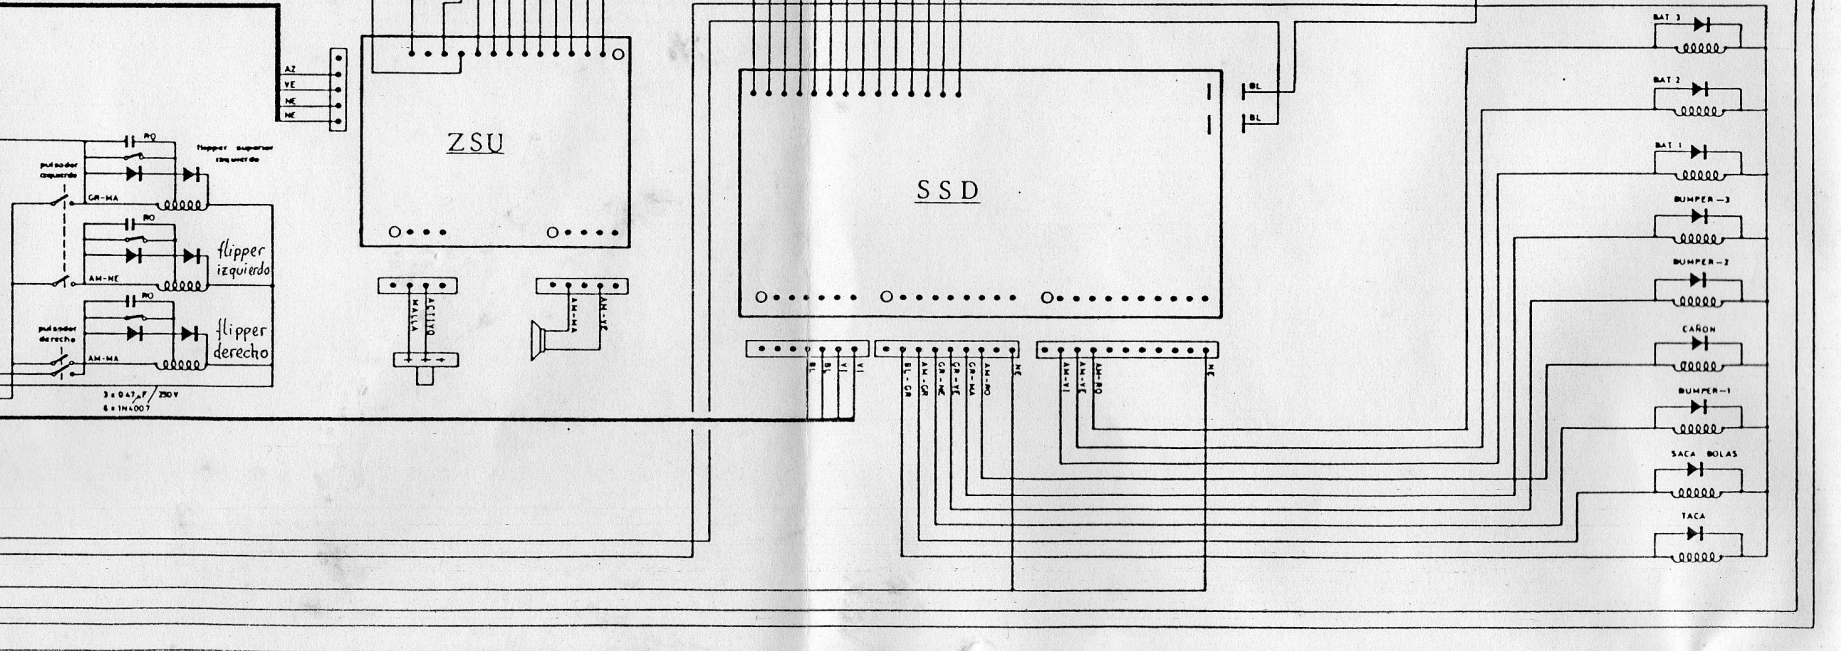 AZ
VE
NE
NE
ZSU
RO
flipper superior
izquierdo
pulsador
izquierdo
GR-MA
RO
flipper
izquierdo
AM-NE
RO
flipper
derecho
pulsador
derecho
AM-MA
3 x 0.47 µF / 250 V
6 x 1N4007
MALLA
ACTIVO
AM-MA
AM-VE
SSD
BL
BL
BL
BL
VI
VI
BL-GR
AM-GR
GR-NE
GR-VE
GR-MA
AM-RO
NE
AM-VI
AM-VE
AM-RO
NE
BAT 3
BAT 2
BAT 1
BUMPER-3
BUMPER-2
CAÑON
BUMPER-1
SACA BOLAS
TACA